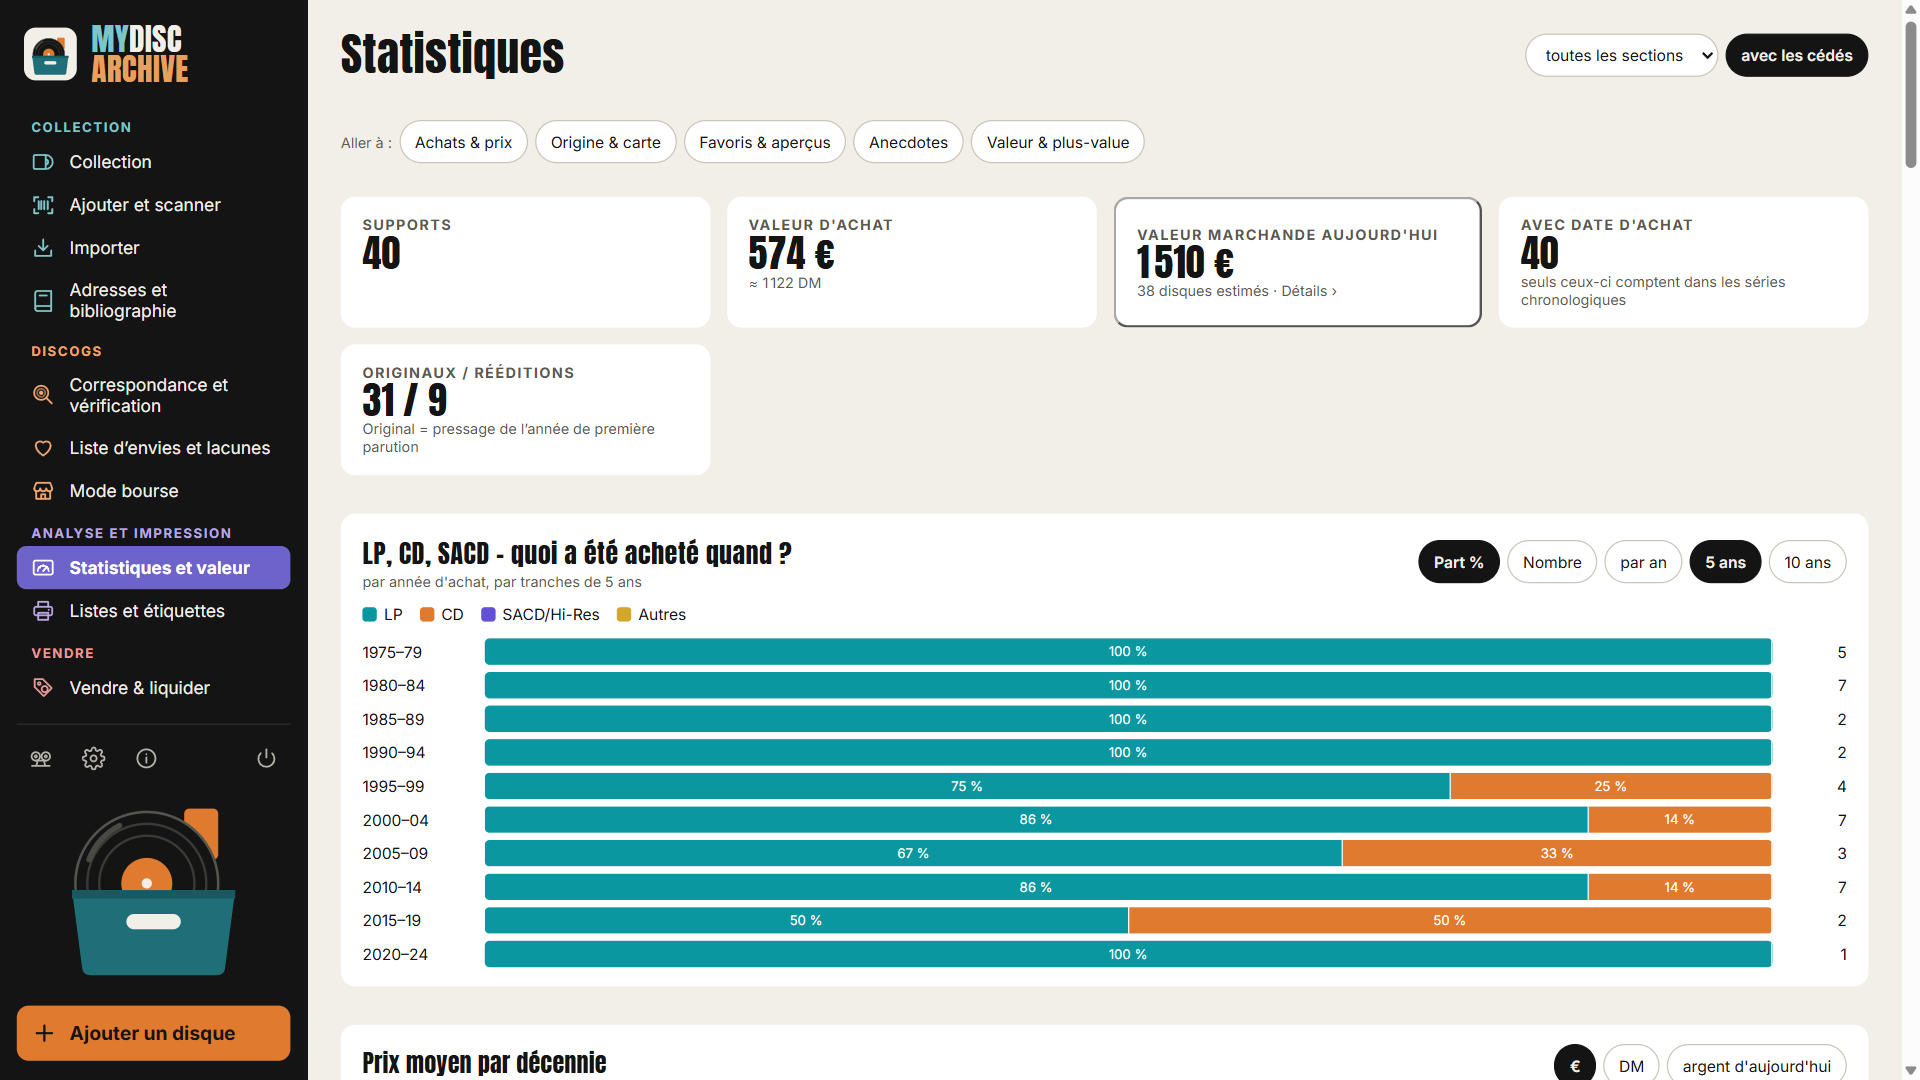 MYDISC
ARCHIVE
COLLECTION
Collection
Ajouter et scanner
Importer
Adresses et
bibliographie
DISCOGS
Correspondance et
vérification
Liste d’envies et lacunes
Mode bourse
ANALYSE ET IMPRESSION
Statistiques et valeur
Listes et étiquettes
VENDRE
Vendre & liquider
Ajouter un disque
Statistiques
toutes les sections
avec les cédés
Aller à :
Achats & prix
Origine & carte
Favoris & aperçus
Anecdotes
Valeur & plus-value
SUPPORTS
40
VALEUR D'ACHAT
574 €
≈ 1122 DM
VALEUR MARCHANDE AUJOURD'HUI
1510 €
38 disques estimés · Détails ›
AVEC DATE D'ACHAT
40
seuls ceux-ci comptent dans les séries
chronologiques
ORIGINAUX / RÉÉDITIONS
31 / 9
Original = pressage de l’année de première
parution
LP, CD, SACD - quoi a été acheté quand ?
par année d'achat, par tranches de 5 ans
Part %
Nombre
par an
5 ans
10 ans
LP
CD
SACD/Hi-Res
Autres
1975–79 100 % 5
1980–84 100 % 7
1985–89 100 % 2
1990–94 100 % 2
1995–99 75 % 25 % 4
2000–04 86 % 14 % 7
2005–09 67 % 33 % 3
2010–14 86 % 14 % 7
2015–19 50 % 50 % 2
2020–24 100 % 1
Prix moyen par décennie
€
DM
argent d'aujourd'hui